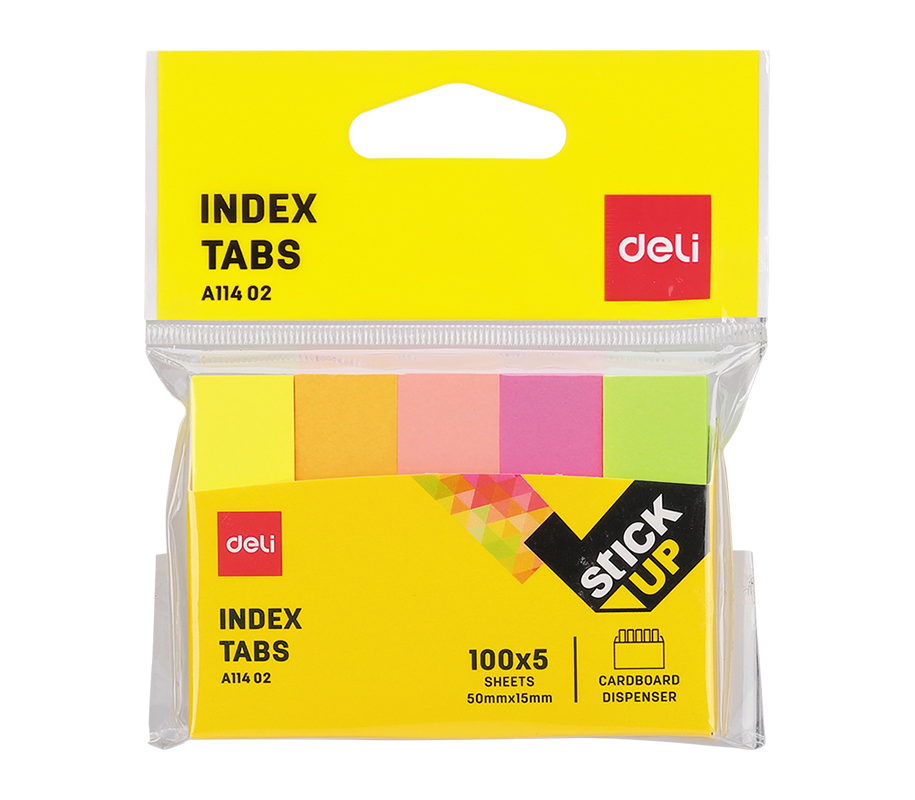 INDEX
TABS
A114 02
deli
deli
stick
UP
INDEX
TABS
A114 02
100x5
SHEETS
50mmx15mm
CARDBOARD
DISPENSER